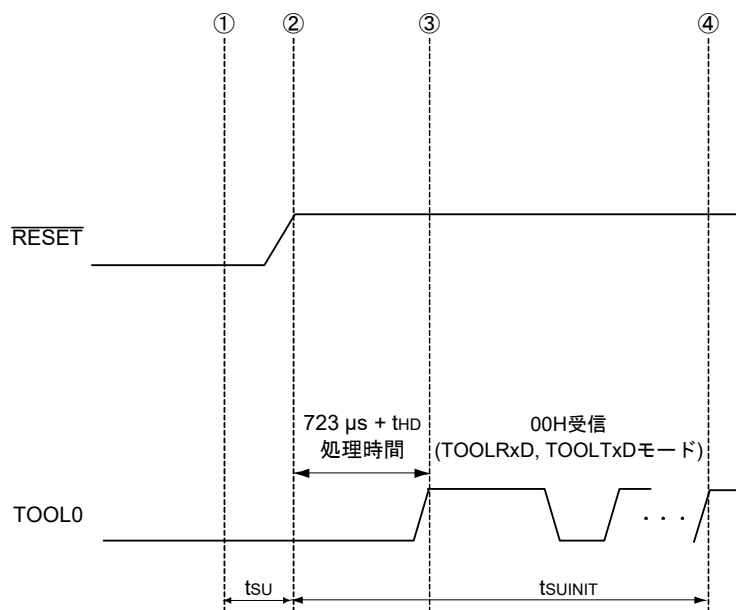 ① ② ③ ④
RESET
723 μs + tHD
処理時間
00H受信
(TOOLRxD, TOOLTxDモード)
TOOL0
. . .
tSU
tSUINIT